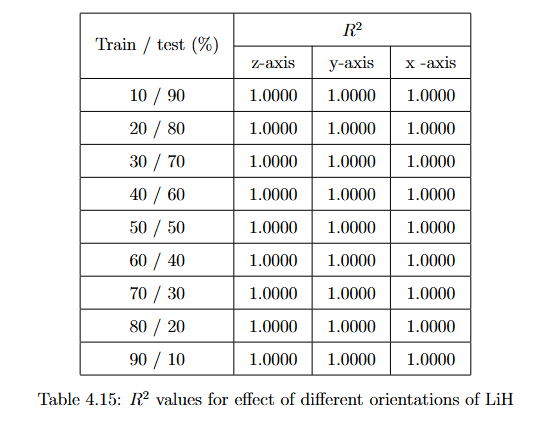 Train / test (%)
R²
z-axis y-axis x -axis
10 / 90 1.0000 1.0000 1.0000
20 / 80 1.0000 1.0000 1.0000
30 / 70 1.0000 1.0000 1.0000
40 / 60 1.0000 1.0000 1.0000
50 / 50 1.0000 1.0000 1.0000
60 / 40 1.0000 1.0000 1.0000
70 / 30 1.0000 1.0000 1.0000
80 / 20 1.0000 1.0000 1.0000
90 / 10 1.0000 1.0000 1.0000
Table 4.15: R² values for effect of different orientations of LiH